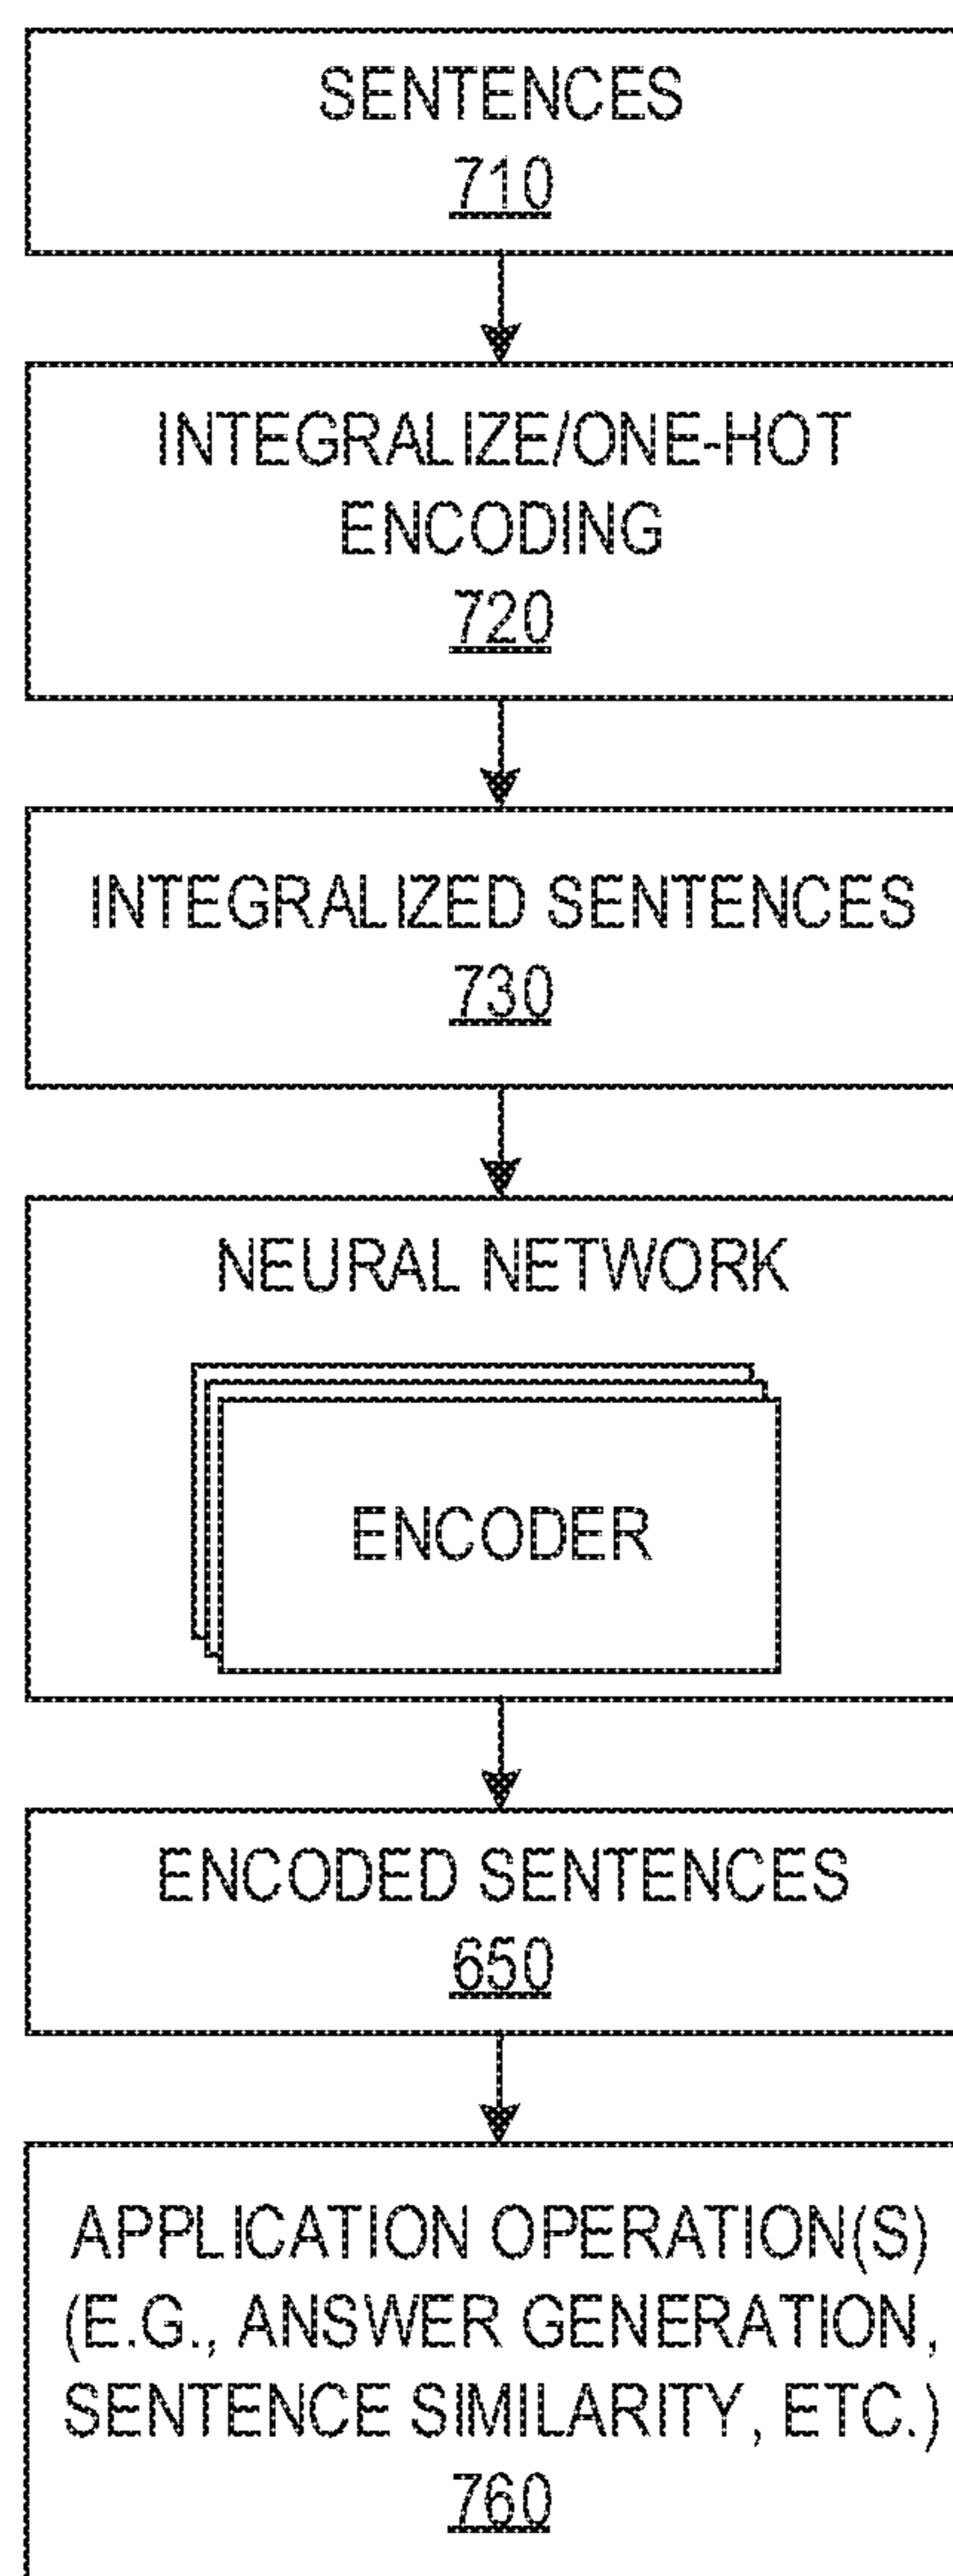 SENTENCES
710
INTEGRALIZE/ONE-HOT
ENCODING
720
INTEGRALIZED SENTENCES
730
NEURAL NETWORK
ENCODER
ENCODED SENTENCES
650
APPLICATION OPERATION(S)
(E.G., ANSWER GENERATION,
SENTENCE SIMILARITY, ETC.)
760